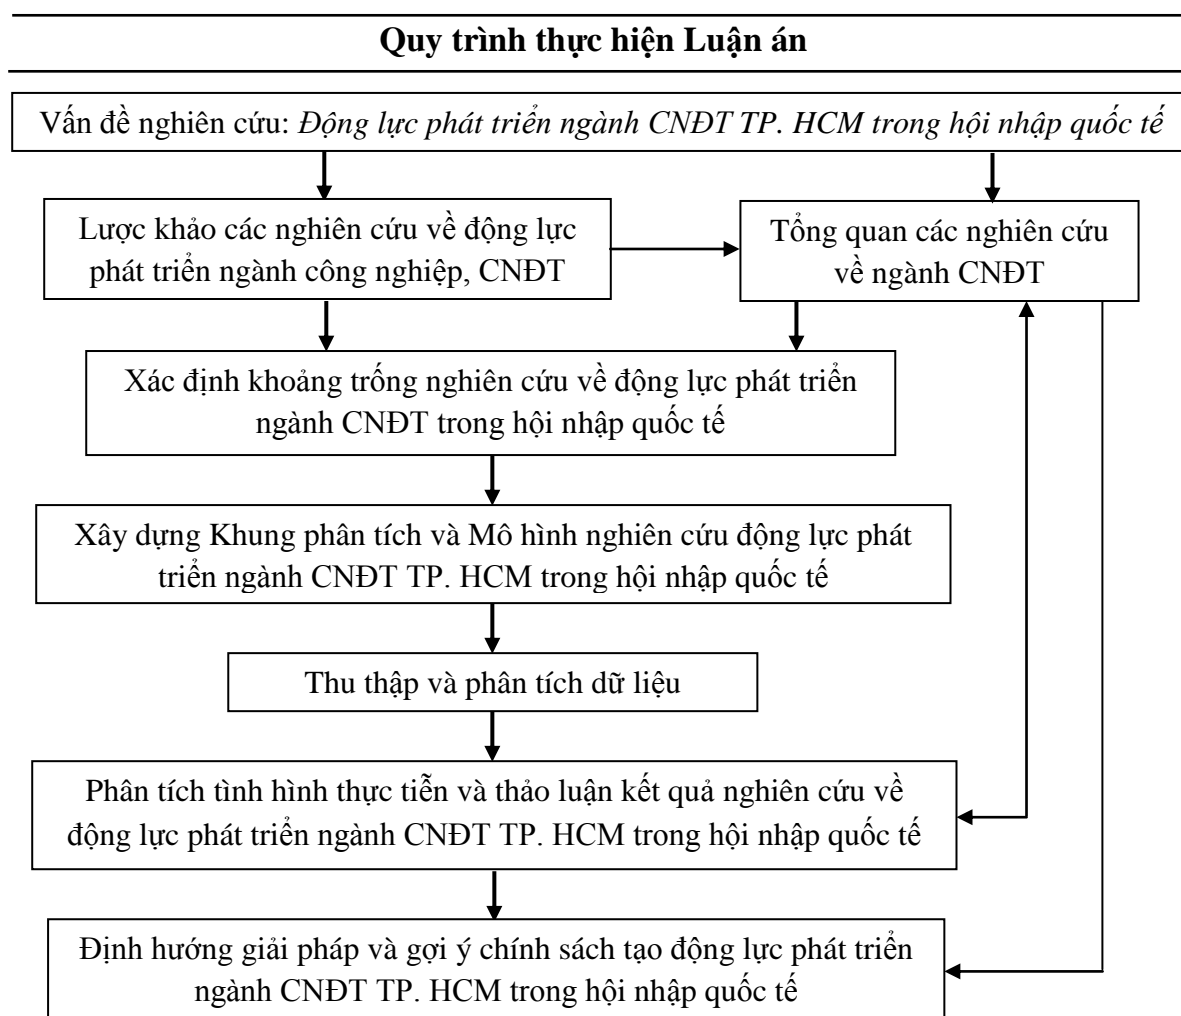 Quy trình thực hiện Luận án
Vấn đề nghiên cứu: Động lực phát triển ngành CNĐT TP. HCM trong hội nhập quốc tế
Lược khảo các nghiên cứu về động lực
phát triển ngành công nghiệp, CNĐT
Tổng quan các nghiên cứu
về ngành CNĐT
Xác định khoảng trống nghiên cứu về động lực phát triển
ngành CNĐT trong hội nhập quốc tế
Xây dựng Khung phân tích và Mô hình nghiên cứu động lực phát
triển ngành CNĐT TP. HCM trong hội nhập quốc tế
Thu thập và phân tích dữ liệu
Phân tích tình hình thực tiễn và thảo luận kết quả nghiên cứu về
động lực phát triển ngành CNĐT TP. HCM trong hội nhập quốc tế
Định hướng giải pháp và gợi ý chính sách tạo động lực phát triển
ngành CNĐT TP. HCM trong hội nhập quốc tế